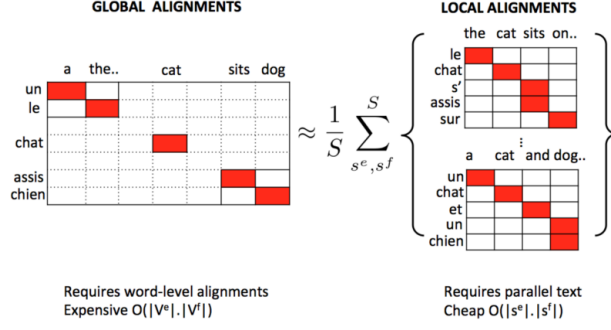 GLOBAL ALIGNMENTS
a the.. cat sits dog
un
le
chat
assis
chien
≈ 1/S ∑ S s^e, s^f
LOCAL ALIGNMENTS
the cat sits on..
le
chat
s'
assis
sur
⋮
a cat and dog..
un
chat
et
un
chien
Requires word-level alignments
Expensive O(|V^e|.|V^f|)
Requires parallel text
Cheap O(|s^e|.|s^f|)